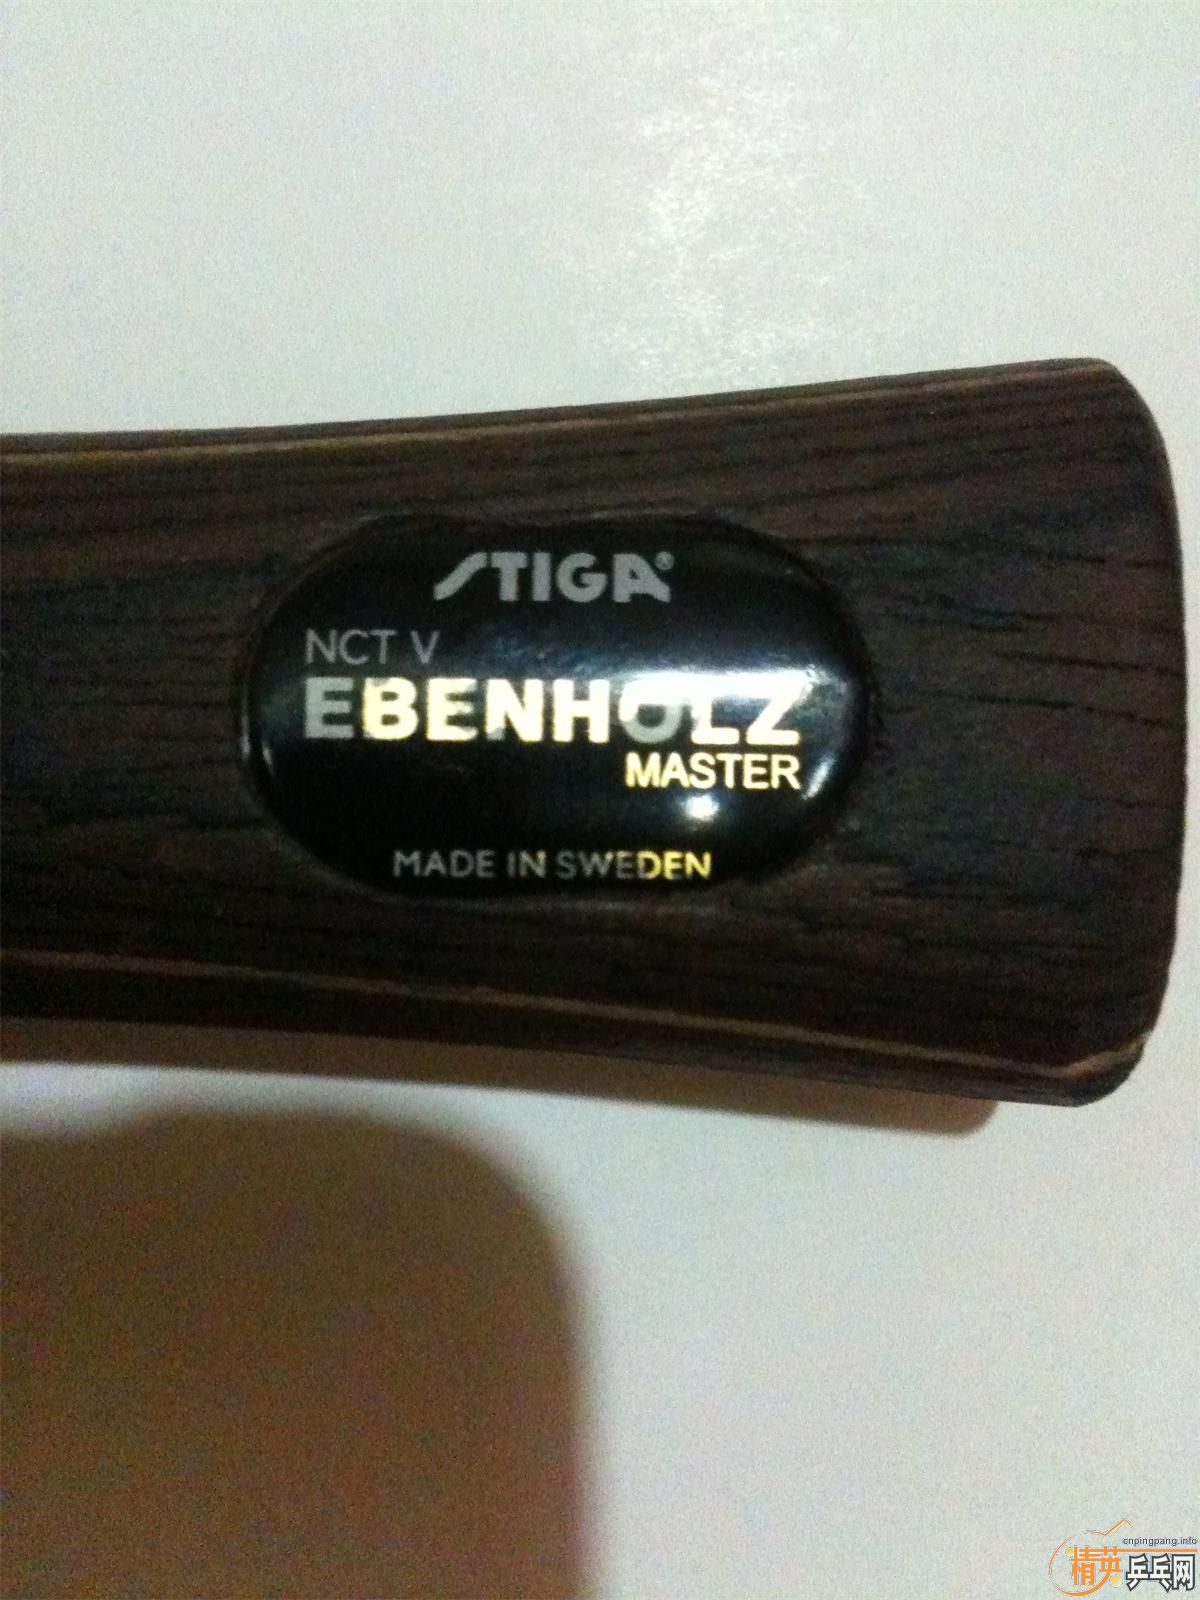 STIGA®
NCT V
EBENHOLZ
MASTER
MADE IN SWEDEN
cnpingpang.info
精英乒乓网